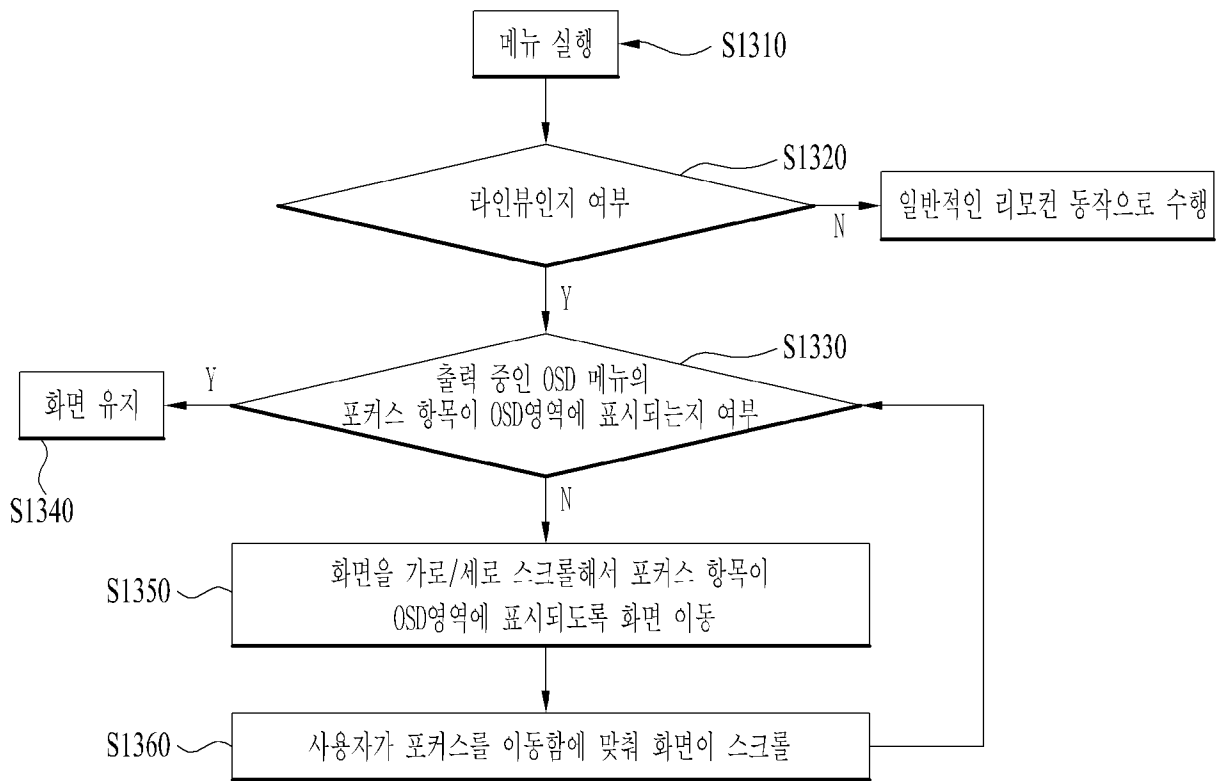 메뉴 실행
S1310
S1320
라인뷰인지 여부
N
일반적인 리모컨 동작으로 수행
Y
S1330
출력 중인 OSD 메뉴의
포커스 항목이 OSD영역에 표시되는지 여부
Y
화면 유지
S1340
N
S1350
화면을 가로/세로 스크롤해서 포커스 항목이
OSD영역에 표시되도록 화면 이동
S1360
사용자가 포커스를 이동함에 맞춰 화면이 스크롤